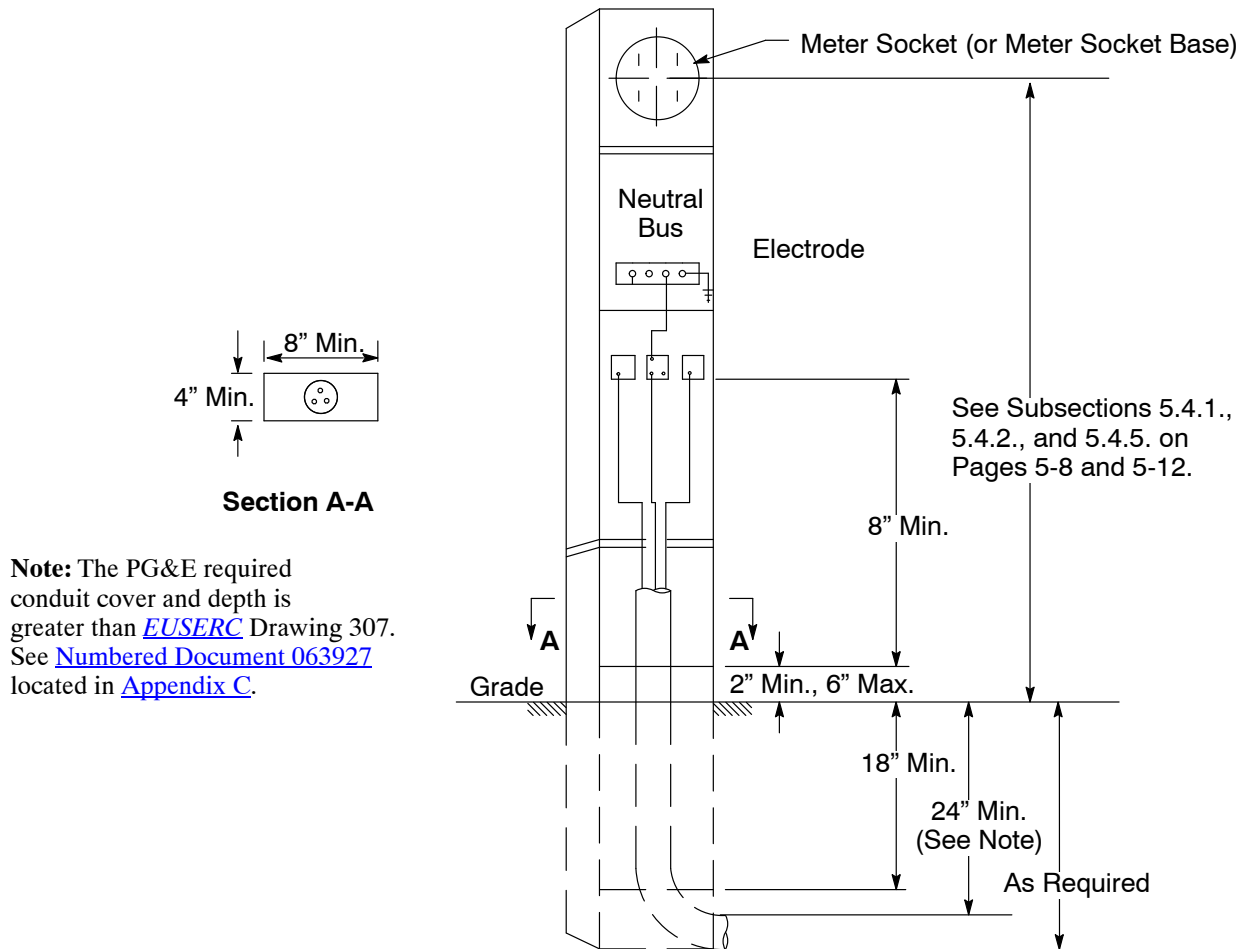 Meter Socket (or Meter Socket Base)
Neutral
Bus
Electrode
8” Min.
4” Min.
Section A-A
See Subsections 5.4.1.,
5.4.2., and 5.4.5. on
Pages 5-8 and 5-12.
8” Min.
Note: The PG&E required
conduit cover and depth is
greater than EUSERC Drawing 307.
See Numbered Document 063927
located in Appendix C.
A
A
Grade
2” Min., 6” Max.
18” Min.
24” Min.
(See Note)
As Required